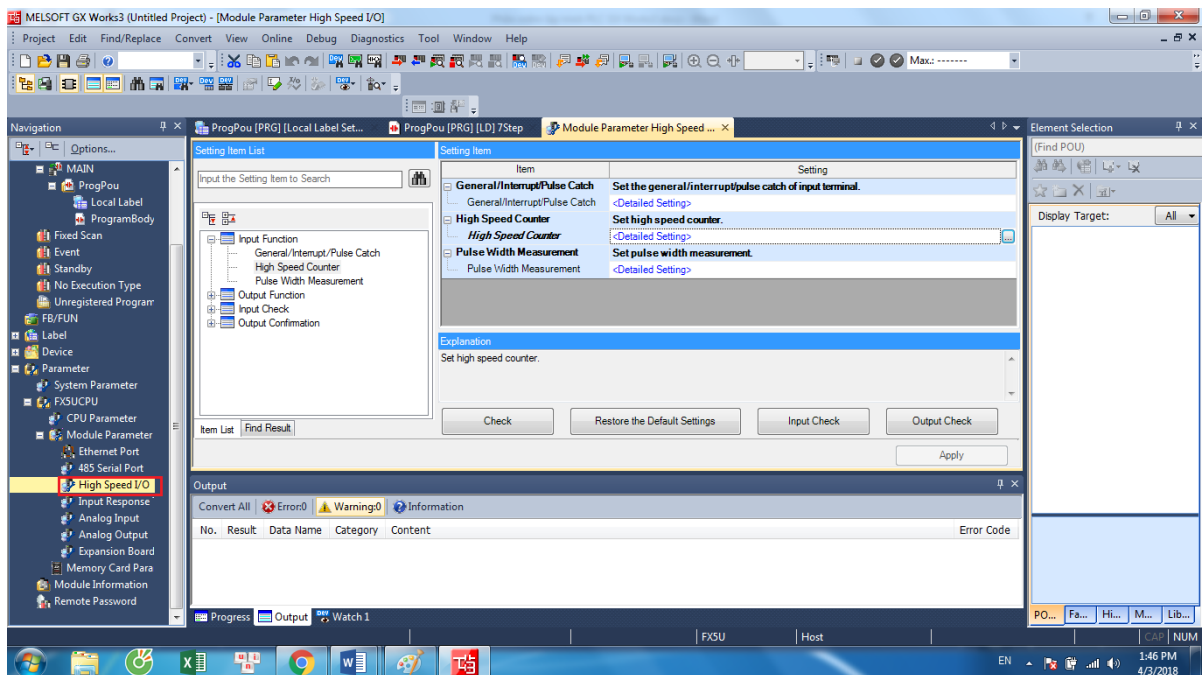 MELSOFT GX Works3 (Untitled Project) - [Module Parameter High Speed I/O]
Project Edit Find/Replace Convert View Online Debug Diagnostics Tool Window Help
Max.: -------
Navigation
Options...
MAIN
ProgPou
Local Label
ProgramBody
Fixed Scan
Event
Standby
No Execution Type
Unregistered Program
FB/FUN
Label
Device
Parameter
System Parameter
FX5UCPU
CPU Parameter
Module Parameter
Ethernet Port
485 Serial Port
High Speed I/O
Input Response
Analog Input
Analog Output
Expansion Board
Memory Card Para
Module Information
Remote Password
ProgPou [PRG] [Local Label Set...
ProgPou [PRG] [LD] 7Step
Module Parameter High Speed ...
Setting Item List
Input the Setting Item to Search
Input Function
General/Interrupt/Pulse Catch
High Speed Counter
Pulse Width Measurement
Output Function
Input Check
Output Confirmation
Item List Find Result
Setting Item
Item Setting
General/Interrupt/Pulse Catch Set the general/interrupt/pulse catch of input terminal.
General/Interrupt/Pulse Catch <Detailed Setting>
High Speed Counter Set high speed counter.
High Speed Counter <Detailed Setting>
Pulse Width Measurement Set pulse width measurement.
Pulse Width Measurement <Detailed Setting>
Explanation
Set high speed counter.
Check Restore the Default Settings Input Check Output Check
Apply
Output
Convert All Error:0 Warning:0 Information
No. Result Data Name Category Content Error Code
Progress Output Watch 1
Element Selection
(Find POU)
Display Target: All
PO... Fa... Hi... M... Lib...
FX5U Host CAP NUM
EN 1:46 PM
4/3/2018